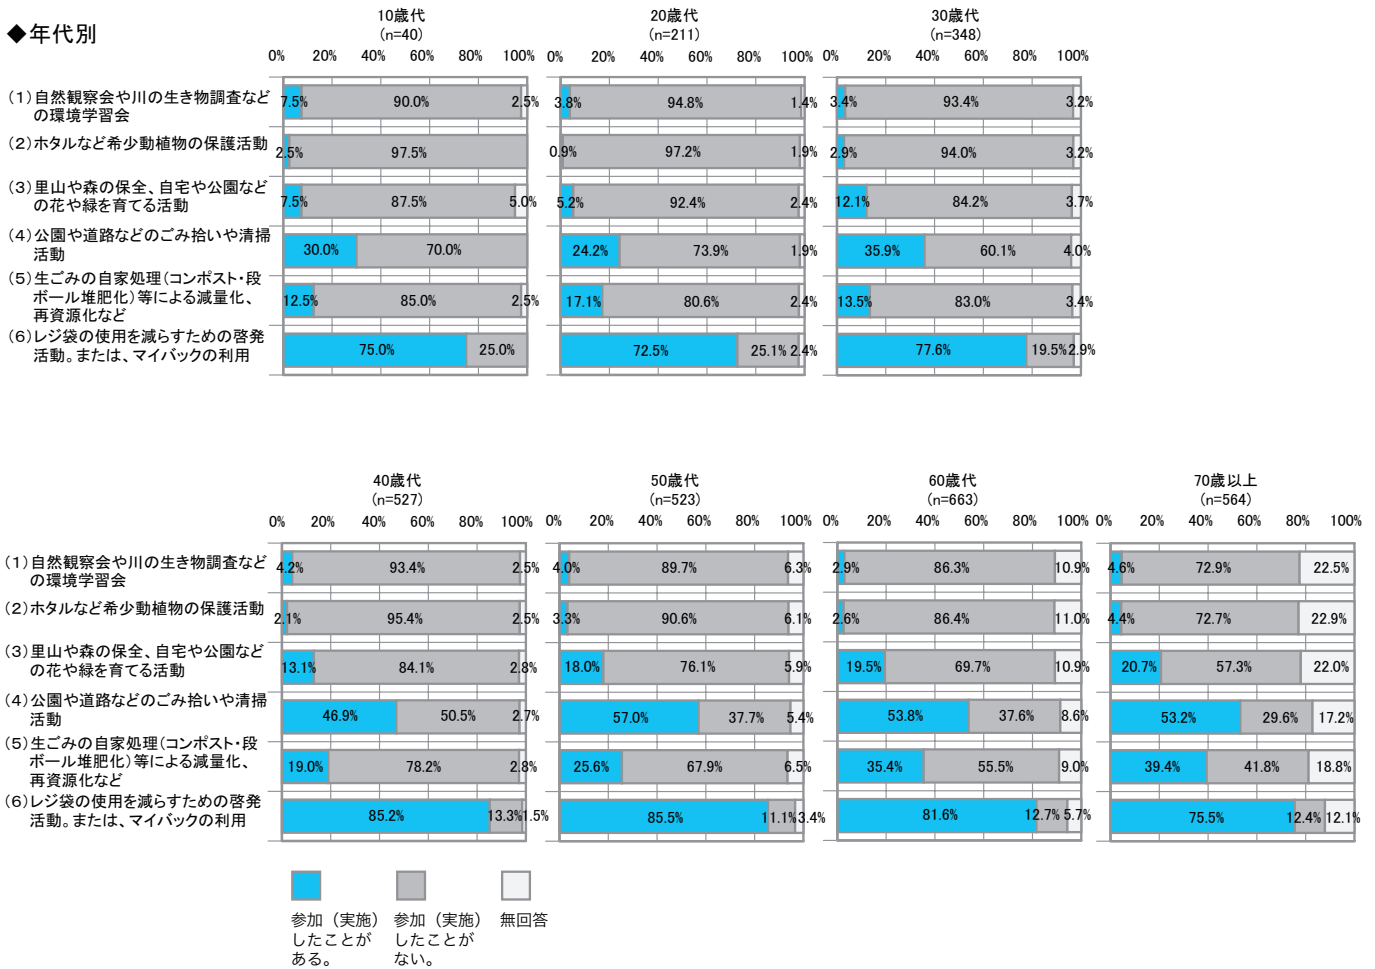 ◆年代別
10歳代
(n=40)
0% 20% 40% 60% 80% 100%
20歳代
(n=211)
0% 20% 40% 60% 80% 100%
30歳代
(n=348)
0% 20% 40% 60% 80% 100%
(1)自然観察会や川の生き物調査など
の環境学習会
7.5% 90.0% 2.5% 3.8% 94.8% 1.4% 3.4% 93.4% 3.2%
(2)ホタルなど希少動植物の保護活動
2.5% 97.5% 0.9% 97.2% 1.9% 2.9% 94.0% 3.2%
(3)里山や森の保全、自宅や公園など
の花や緑を育てる活動
7.5% 87.5% 5.0% 5.2% 92.4% 2.4% 12.1% 84.2% 3.7%
(4)公園や道路などのごみ拾いや清掃
活動
30.0% 70.0% 24.2% 73.9% 1.9% 35.9% 60.1% 4.0%
(5)生ごみの自家処理(コンポスト・段
ボール堆肥化)等による減量化、
再資源化など
12.5% 85.0% 2.5% 17.1% 80.6% 2.4% 13.5% 83.0% 3.4%
(6)レジ袋の使用を減らすための啓発
活動。または、マイバックの利用
75.0% 25.0% 72.5% 25.1% 2.4% 77.6% 19.5% 2.9%
40歳代
(n=527)
0% 20% 40% 60% 80% 100%
50歳代
(n=523)
0% 20% 40% 60% 80% 100%
60歳代
(n=663)
0% 20% 40% 60% 80% 100%
70歳以上
(n=564)
0% 20% 40% 60% 80% 100%
(1)自然観察会や川の生き物調査など
の環境学習会
4.2% 93.4% 2.5% 4.0% 89.7% 6.3% 2.9% 86.3% 10.9% 4.6% 72.9% 22.5%
(2)ホタルなど希少動植物の保護活動
2.1% 95.4% 2.5% 3.3% 90.6% 6.1% 2.6% 86.4% 11.0% 4.4% 72.7% 22.9%
(3)里山や森の保全、自宅や公園など
の花や緑を育てる活動
13.1% 84.1% 2.8% 18.0% 76.1% 5.9% 19.5% 69.7% 10.9% 20.7% 57.3% 22.0%
(4)公園や道路などのごみ拾いや清掃
活動
46.9% 50.5% 2.7% 57.0% 37.7% 5.4% 53.8% 37.6% 8.6% 53.2% 29.6% 17.2%
(5)生ごみの自家処理(コンポスト・段
ボール堆肥化)等による減量化、
再資源化など
19.0% 78.2% 2.8% 25.6% 67.9% 6.5% 35.4% 55.5% 9.0% 39.4% 41.8% 18.8%
(6)レジ袋の使用を減らすための啓発
活動。または、マイバックの利用
85.2% 13.3% 1.5% 85.5% 11.1% 3.4% 81.6% 12.7% 5.7% 75.5% 12.4% 12.1%
参加(実施)
したことが
ある。
参加(実施)
したことが
ない。
無回答